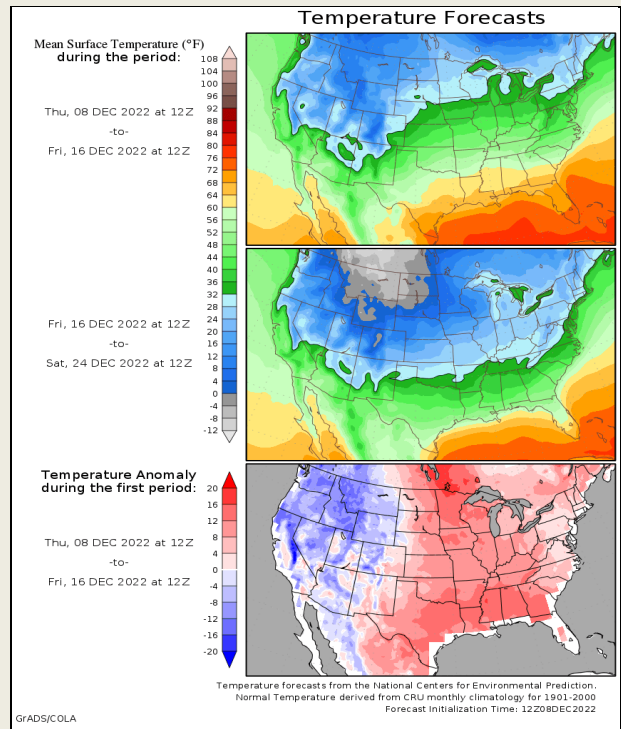 Temperature Forecasts
Mean Surface Temperature (°F)
during the period:
108
104
100
96
92
88
84
80
76
72
68
64
60
56
52
48
44
40
36
32
28
24
20
16
12
8
4
0
-4
-8
-12
Thu, 08 DEC 2022 at 12Z
-to-
Fri, 16 DEC 2022 at 12Z
Fri, 16 DEC 2022 at 12Z
-to-
Sat, 24 DEC 2022 at 12Z
Temperature Anomaly
during the first period:
20
16
12
8
4
0
-4
-8
-12
-16
-20
Thu, 08 DEC 2022 at 12Z
-to-
Fri, 16 DEC 2022 at 12Z
Temperature forecasts from the National Centers for Environmental Prediction.
Normal Temperature derived from CRU monthly climatology for 1901-2000
Forecast Initialization Time: 12Z08DEC2022
GrADS/COLA